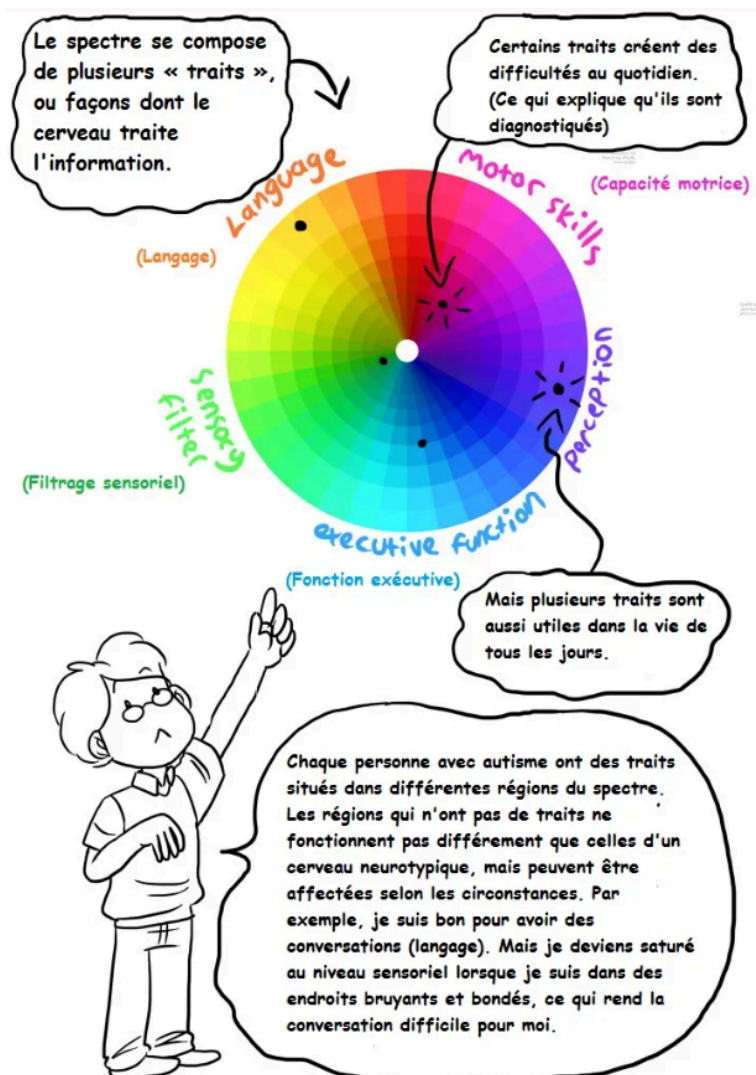 Le spectre se compose
de plusieurs « traits »,
ou façons dont le
cerveau traite
l'information.
Certains traits créent des
difficultés au quotidien.
(Ce qui explique qu'ils sont
diagnostiqués)
Language
(Langage)
Motor skills
(Capacité motrice)
perception
sensory
filter
(Filtrage sensoriel)
executive function
(Fonction exécutive)
Mais plusieurs traits sont
aussi utiles dans la vie de
tous les jours.
Chaque personne avec autisme ont des traits
situés dans différentes régions du spectre.
Les régions qui n'ont pas de traits ne
fonctionnent pas différement que celles d'un
cerveau neurotypique, mais peuvent être
affectées selon les circonstances. Par
exemple, je suis bon pour avoir des
conversations (langage). Mais je deviens saturé
au niveau sensoriel lorsque je suis dans des
endroits bruyants et bondés, ce qui rend la
conversation difficile pour moi.